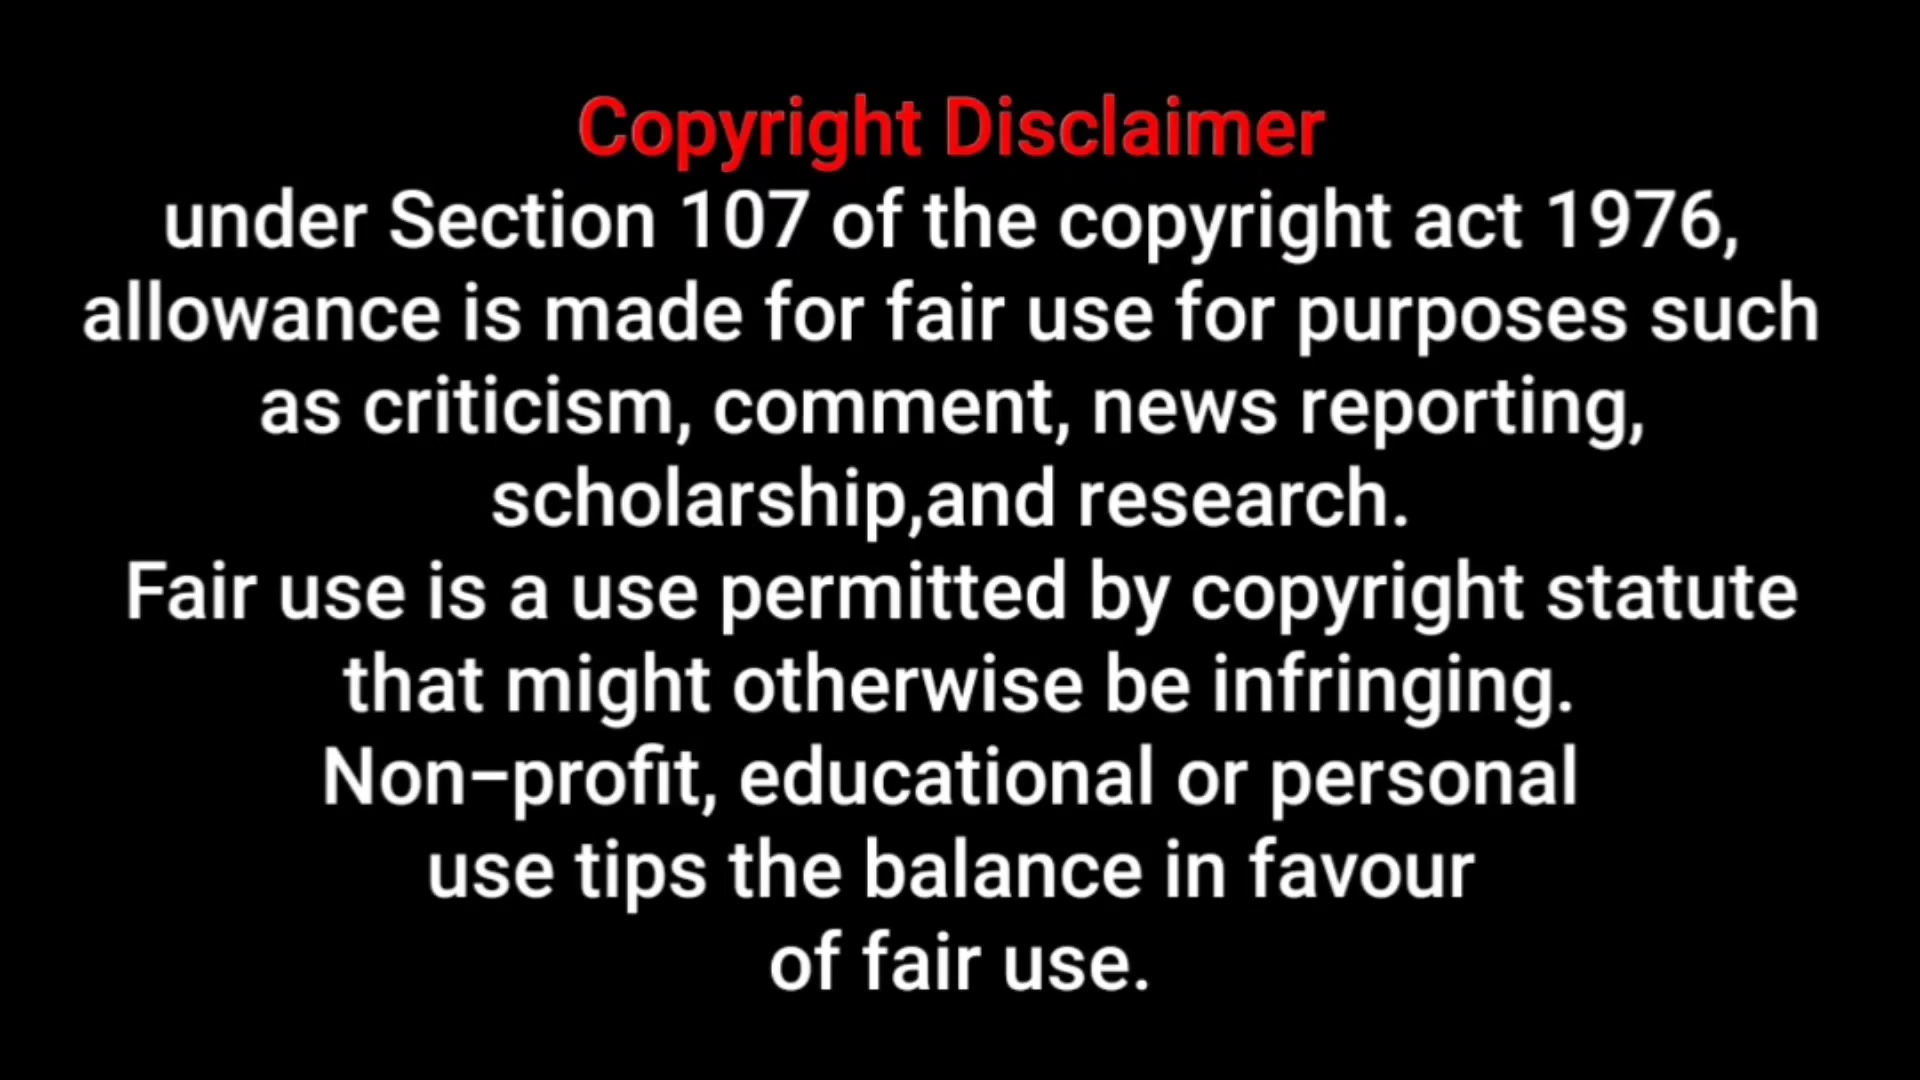 Copyright Disclaimer
under Section 107 of the copyright act 1976,
allowance is made for fair use for purposes such
as criticism, comment, news reporting,
scholarship,and research.
Fair use is a use permitted by copyright statute
that might otherwise be infringing.
Non–profit, educational or personal
use tips the balance in favour
of fair use.